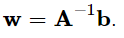 w = A⁻¹b.